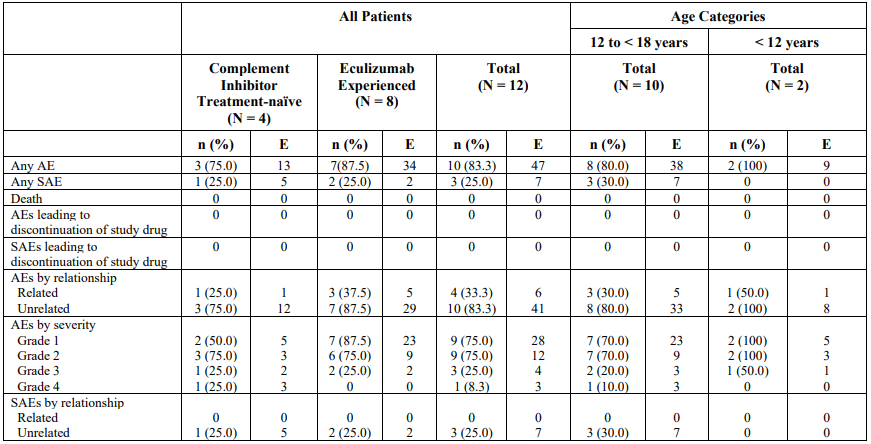 All Patients Age Categories
12 to < 18 years < 12 years
Complement Inhibitor Treatment-naïve (N = 4) Eculizumab Experienced (N = 8) Total (N = 12) Total (N = 10) Total (N = 2)
n (%) E n (%) E n (%) E n (%) E n (%) E
Any AE 3 (75.0) 13 7(87.5) 34 10 (83.3) 47 8 (80.0) 38 2 (100) 9
Any SAE 1 (25.0) 5 2 (25.0) 2 3 (25.0) 7 3 (30.0) 7 0 0
Death 0 0 0 0 0 0 0 0 0 0
AEs leading to
discontinuation of study drug 0 0 0 0 0 0 0 0 0 0
SAEs leading to
discontinuation of study drug 0 0 0 0 0 0 0 0 0 0
AEs by relationship
Related 1 (25.0) 1 3 (37.5) 5 4 (33.3) 6 3 (30.0) 5 1 (50.0) 1
Unrelated 3 (75.0) 12 7 (87.5) 29 10 (83.3) 41 8 (80.0) 33 2 (100) 8
AEs by severity
Grade 1 2 (50.0) 5 7 (87.5) 23 9 (75.0) 28 7 (70.0) 23 2 (100) 5
Grade 2 3 (75.0) 3 6 (75.0) 9 9 (75.0) 12 7 (70.0) 9 2 (100) 3
Grade 3 1 (25.0) 2 2 (25.0) 2 3 (25.0) 4 2 (20.0) 3 1 (50.0) 1
Grade 4 1 (25.0) 3 0 0 1 (8.3) 3 1 (10.0) 3 0 0
SAEs by relationship
Related 0 0 0 0 0 0 0 0 0 0
Unrelated 1 (25.0) 5 2 (25.0) 2 3 (25.0) 7 3 (30.0) 7 0 0